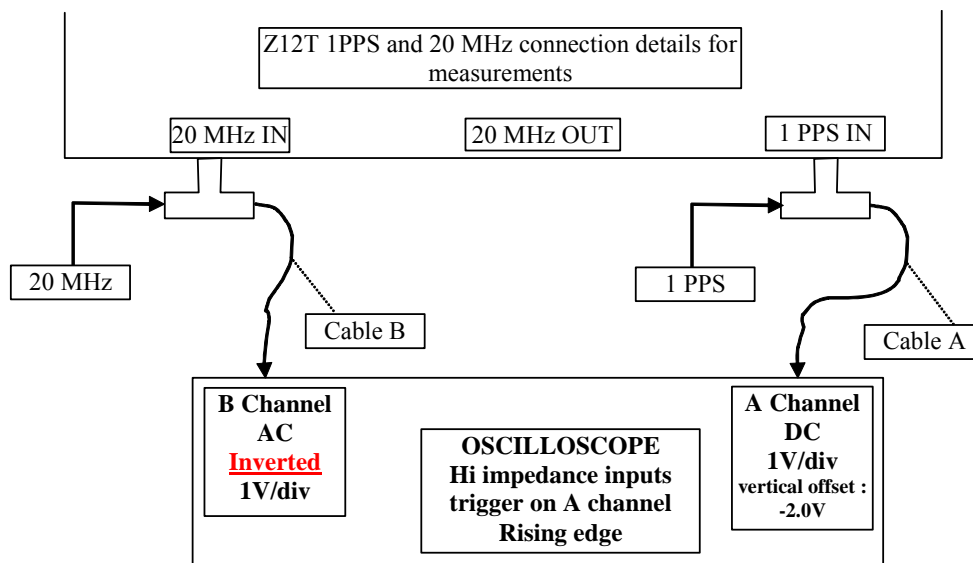 Z12T 1PPS and 20 MHz connection details for
measurements
20 MHz IN
20 MHz OUT
1 PPS IN
20 MHz
1 PPS
Cable B
Cable A
B Channel
AC
Inverted
1V/div
OSCILLOSCOPE
Hi impedance inputs
trigger on A channel
Rising edge
A Channel
DC
1V/div
vertical offset :
-2.0V